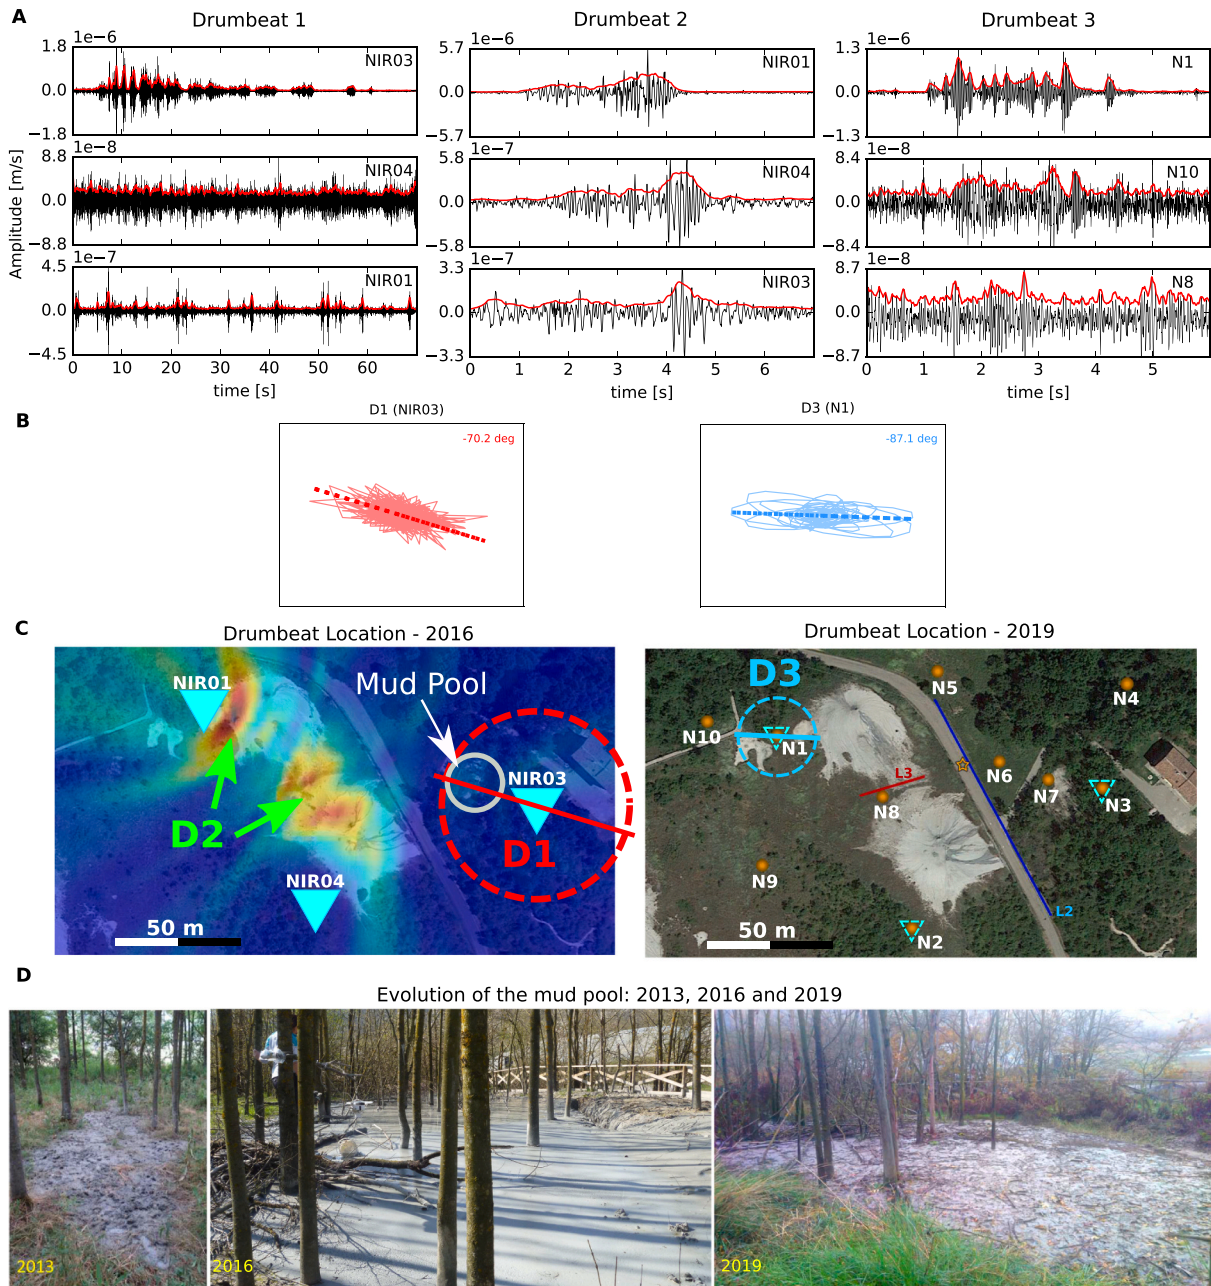 A
Drumbeat 1
Drumbeat 2
Drumbeat 3
Amplitude [m/s]
1e−6
1.8
0.0
−1.8
NIR03
1e−8
8.8
0.0
−8.8
NIR04
1e−7
4.5
0.0
−4.5
NIR01
0 10 20 30 40 50 60
time [s]
1e−6
5.7
0.0
−5.7
NIR01
1e−7
5.8
0.0
−5.8
NIR04
1e−7
3.3
0.0
−3.3
NIR03
0 1 2 3 4 5 6 7
time [s]
1e−6
1.3
0.0
−1.3
N1
1e−8
8.4
0.0
−8.4
N10
1e−8
8.7
0.0
−8.7
N8
0 1 2 3 4 5
time [s]
B
D1 (NIR03)
-70.2 deg
D3 (N1)
-87.1 deg
C
Drumbeat Location - 2016
NIR01
Mud Pool
NIR03
D2
D1
NIR04
50 m
Drumbeat Location - 2019
D3
N5
N4
N10
N1
L3
N6
N7
N3
N8
N9
L2
N2
50 m
D
Evolution of the mud pool: 2013, 2016 and 2019
2013
2016
2019